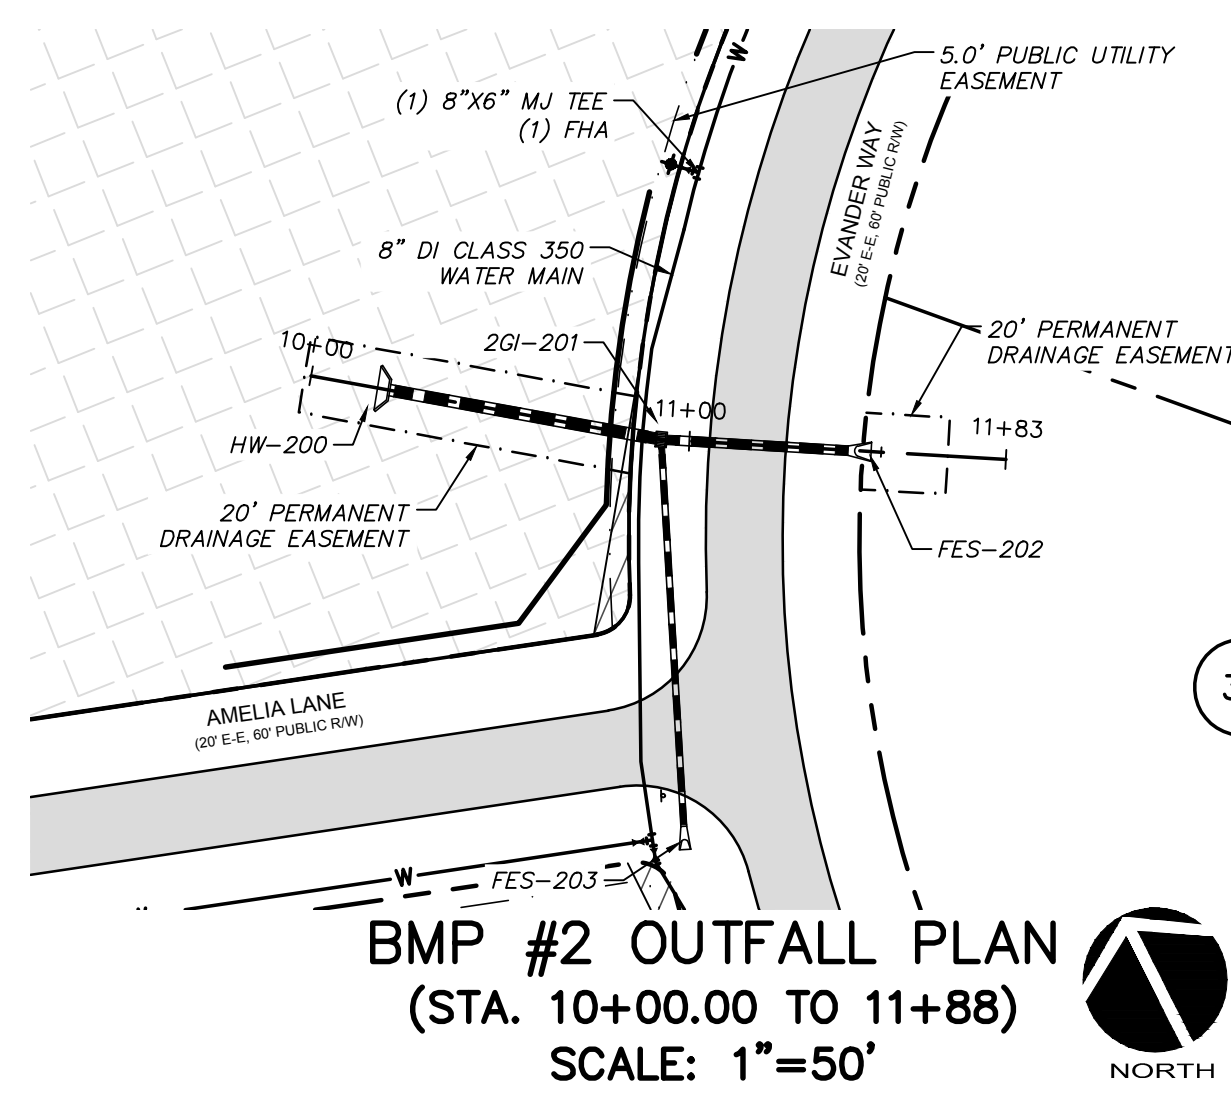 5.0' PUBLIC UTILITY
EASEMENT
W
(1) 8"X6" MJ TEE
(1) FHA
EVANDER WAY
(20' E-E, 60' PUBLIC R/W)
8" DI CLASS 350
WATER MAIN
10+00
2GI-201
20' PERMANENT
DRAINAGE EASEMENT
11+00
11+83
HW-200
20' PERMANENT
DRAINAGE EASEMENT
FES-202
AMELIA LANE
(20' E-E, 60' PUBLIC R/W)
W
FES-203
BMP #2 OUTFALL PLAN
(STA. 10+00.00 TO 11+88)
SCALE: 1"=50'
NORTH